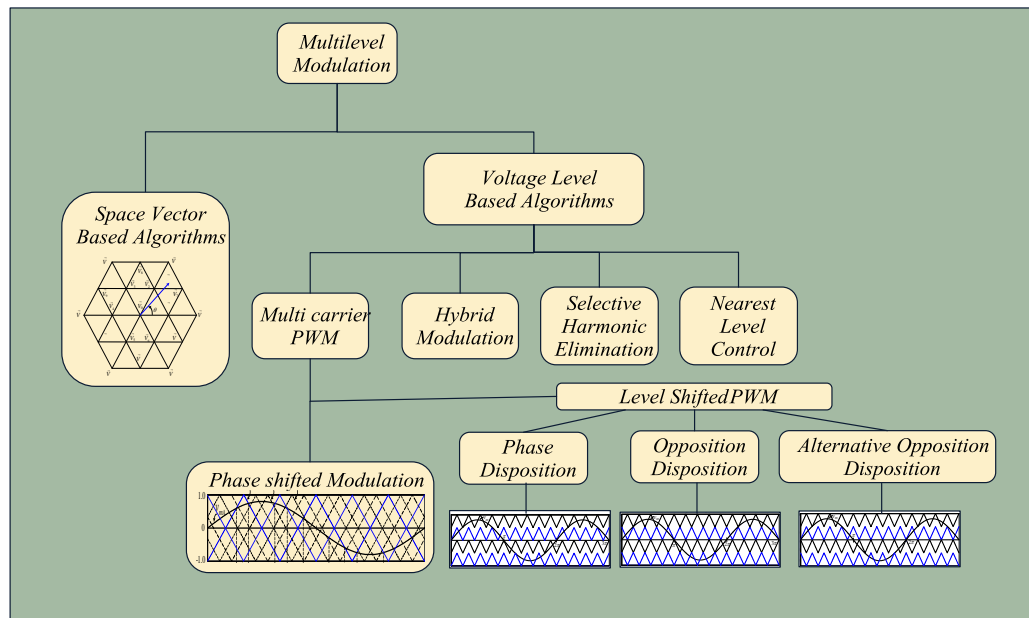 Multilevel
Modulation
Voltage Level
Based Algorithms
Space Vector
Based Algorithms
Multi carrier
PWM
Hybrid
Modulation
Selective
Harmonic
Elimination
Nearest
Level
Control
Level ShiftedPWM
Phase
Disposition
Opposition
Disposition
Alternative Opposition
Disposition
Phase shifted Modulation
1.0
0
-1.0